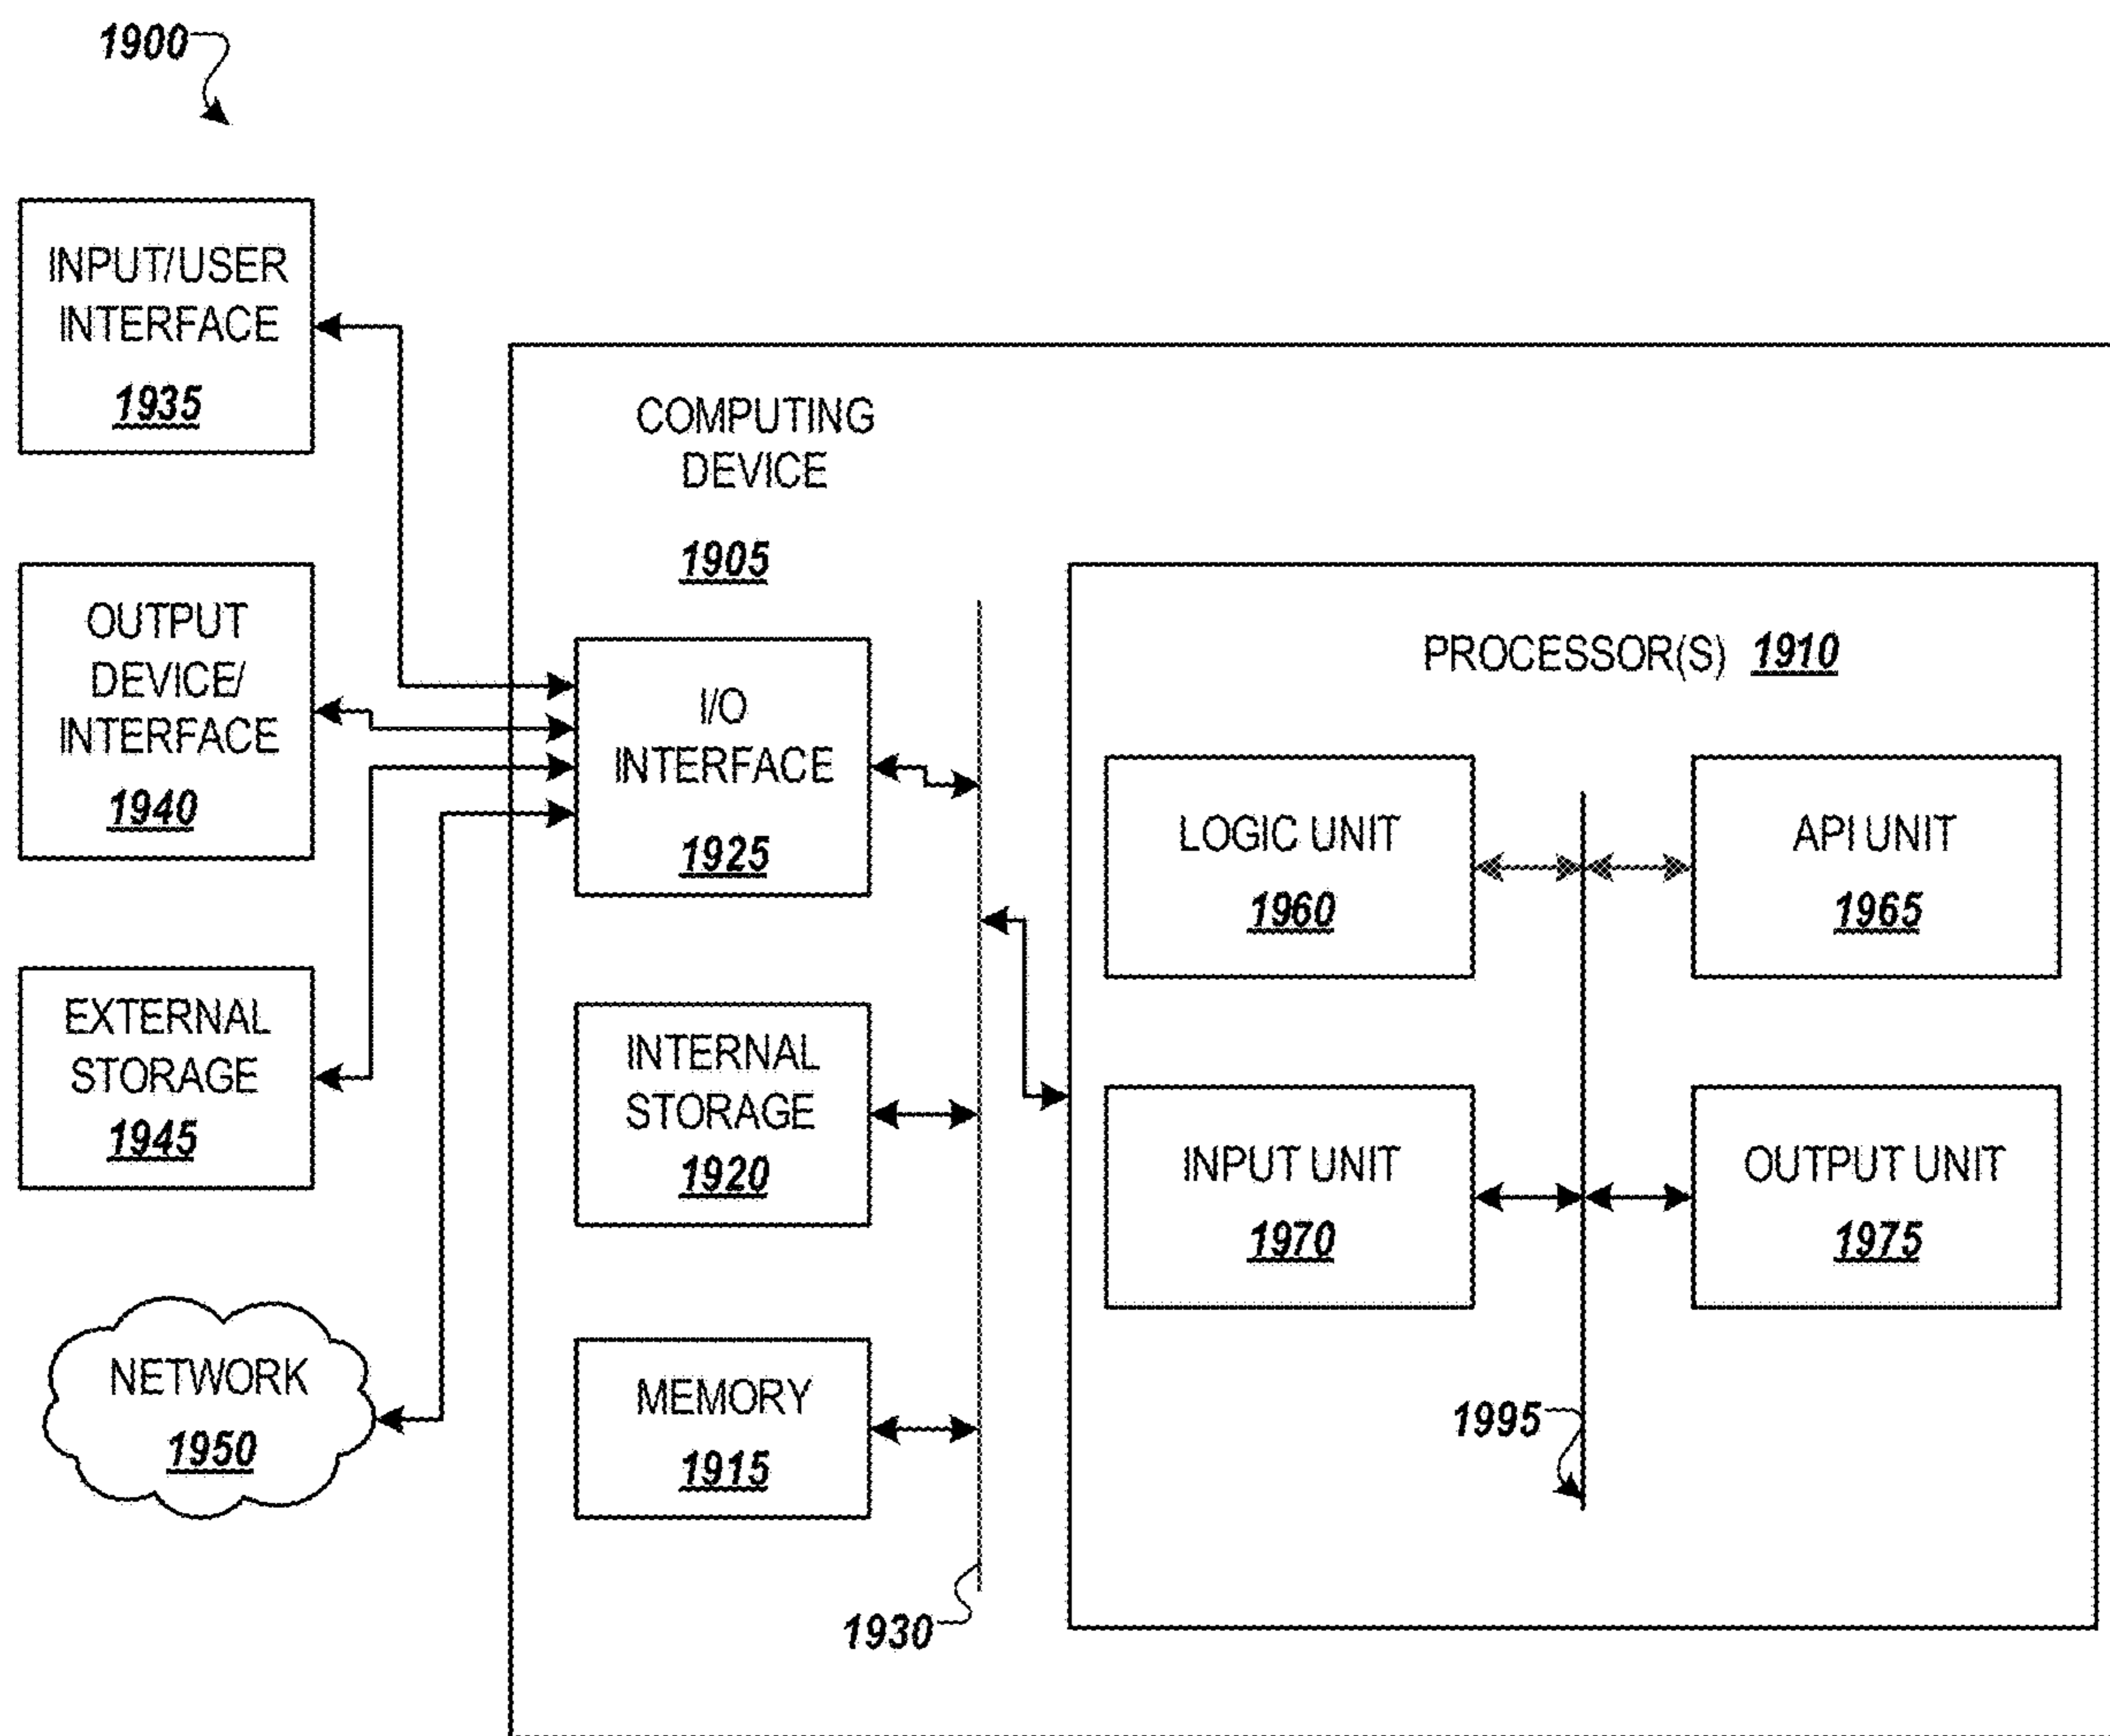 1900
INPUT/USER
INTERFACE
1935
OUTPUT
DEVICE/
INTERFACE
1940
EXTERNAL
STORAGE
1945
NETWORK
1950
COMPUTING
DEVICE
1905
I/O
INTERFACE
1925
INTERNAL
STORAGE
1920
MEMORY
1915
1930
PROCESSOR(S) 1910
LOGIC UNIT
1960
API UNIT
1965
INPUT UNIT
1970
OUTPUT UNIT
1975
1995